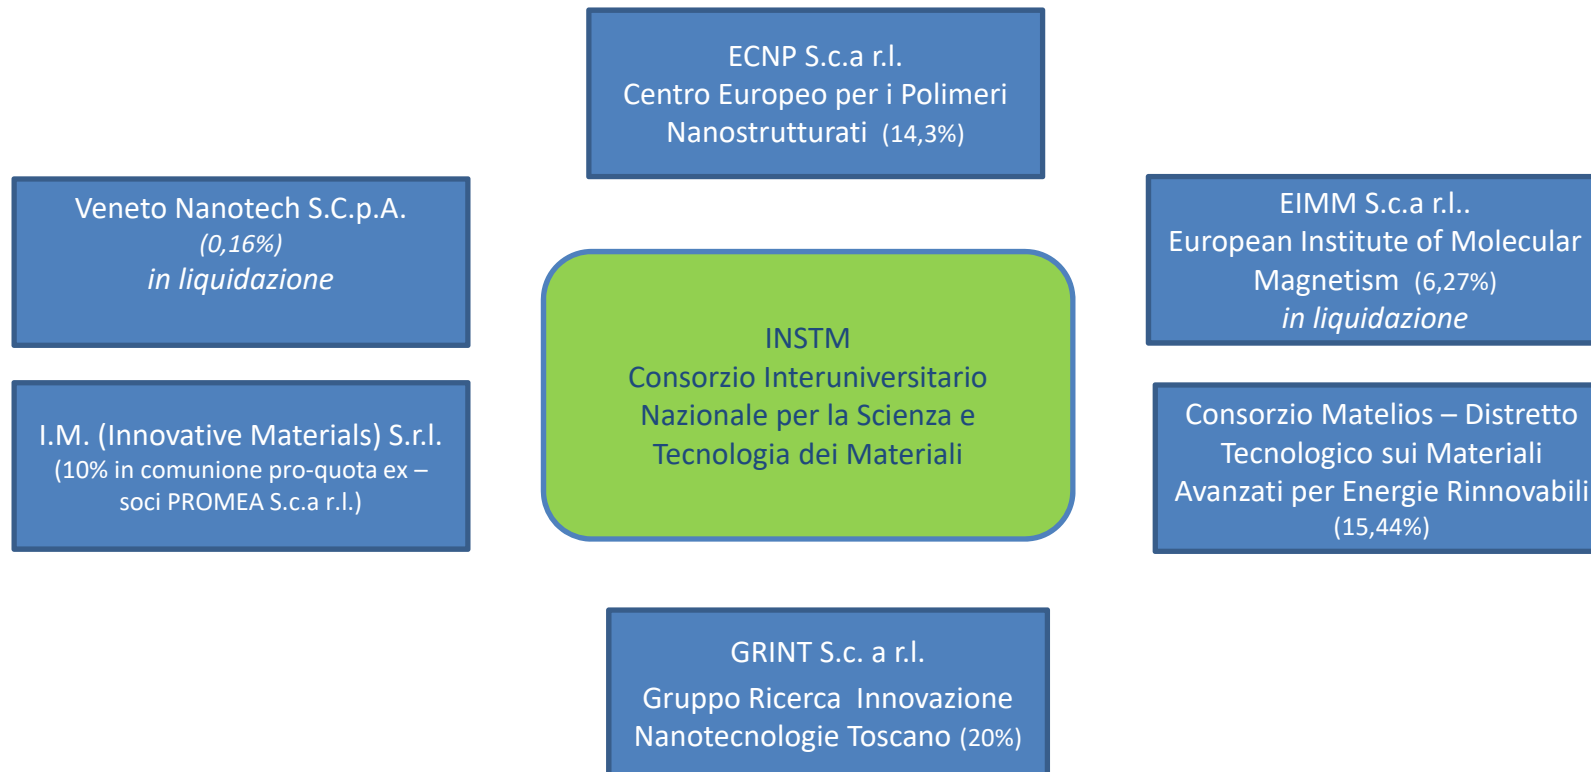 ECNP S.c.a r.l.
Centro Europeo per i Polimeri
Nanostrutturati (14,3%)
Veneto Nanotech S.C.p.A.
(0,16%)
in liquidazione
EIMM S.c.a r.l..
European Institute of Molecular
Magnetism (6,27%)
in liquidazione
INSTM
Consorzio Interuniversitario
Nazionale per la Scienza e
Tecnologia dei Materiali
I.M. (Innovative Materials) S.r.l.
(10% in comunione pro-quota ex –
soci PROMEA S.c.a r.l.)
Consorzio Matelios – Distretto
Tecnologico sui Materiali
Avanzati per Energie Rinnovabili
(15,44%)
GRINT S.c. a r.l.
Gruppo Ricerca Innovazione
Nanotecnologie Toscano (20%)